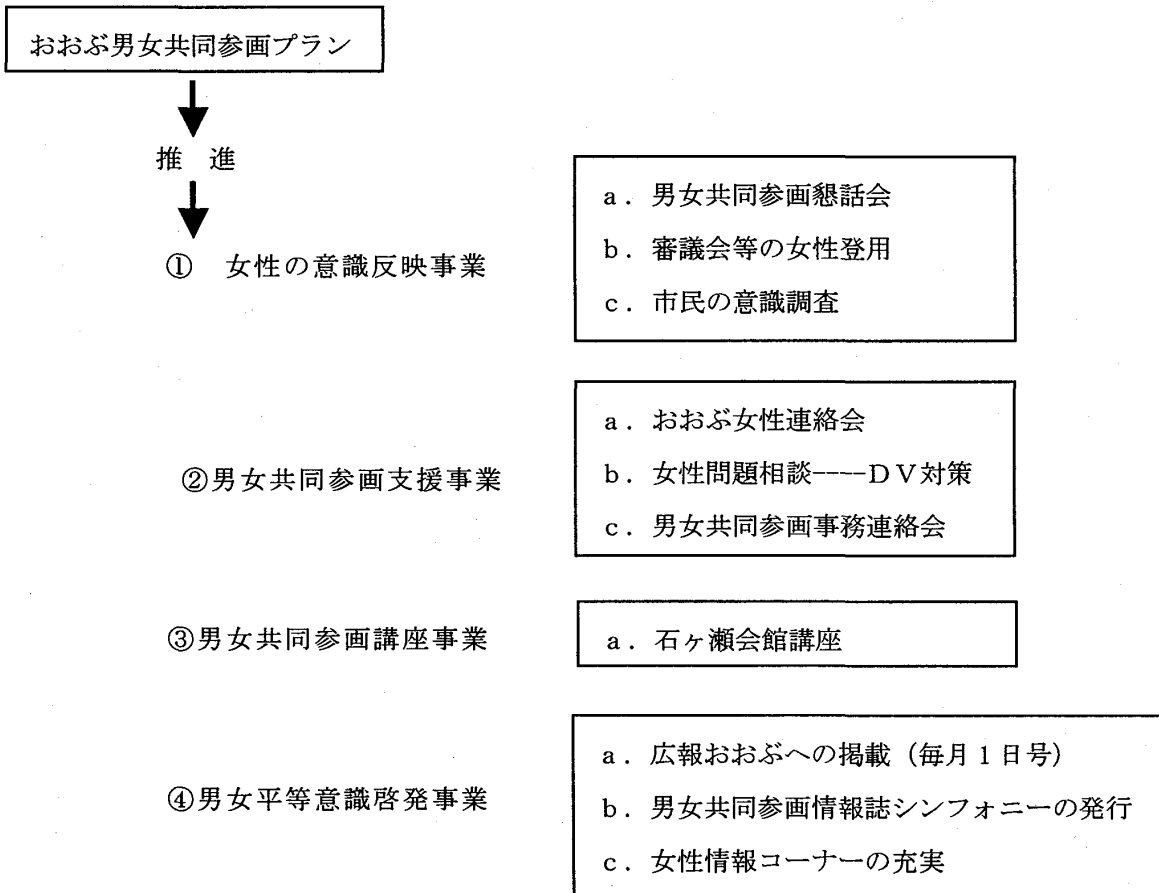 おおぶ男女共同参画プラン
推 進
① 女性の意識反映事業
a．男女共同参画懇話会
b．審議会等の女性登用
c．市民の意識調査
②男女共同参画支援事業
a．おおぶ女性連絡会
b．女性問題相談----ＤＶ対策
c．男女共同参画事務連絡会
③男女共同参画講座事業
a．石ヶ瀬会館講座
④男女平等意識啓発事業
a．広報おおぶへの掲載（毎月１日号）
b．男女共同参画情報誌シンフォニーの発行
c．女性情報コーナーの充実